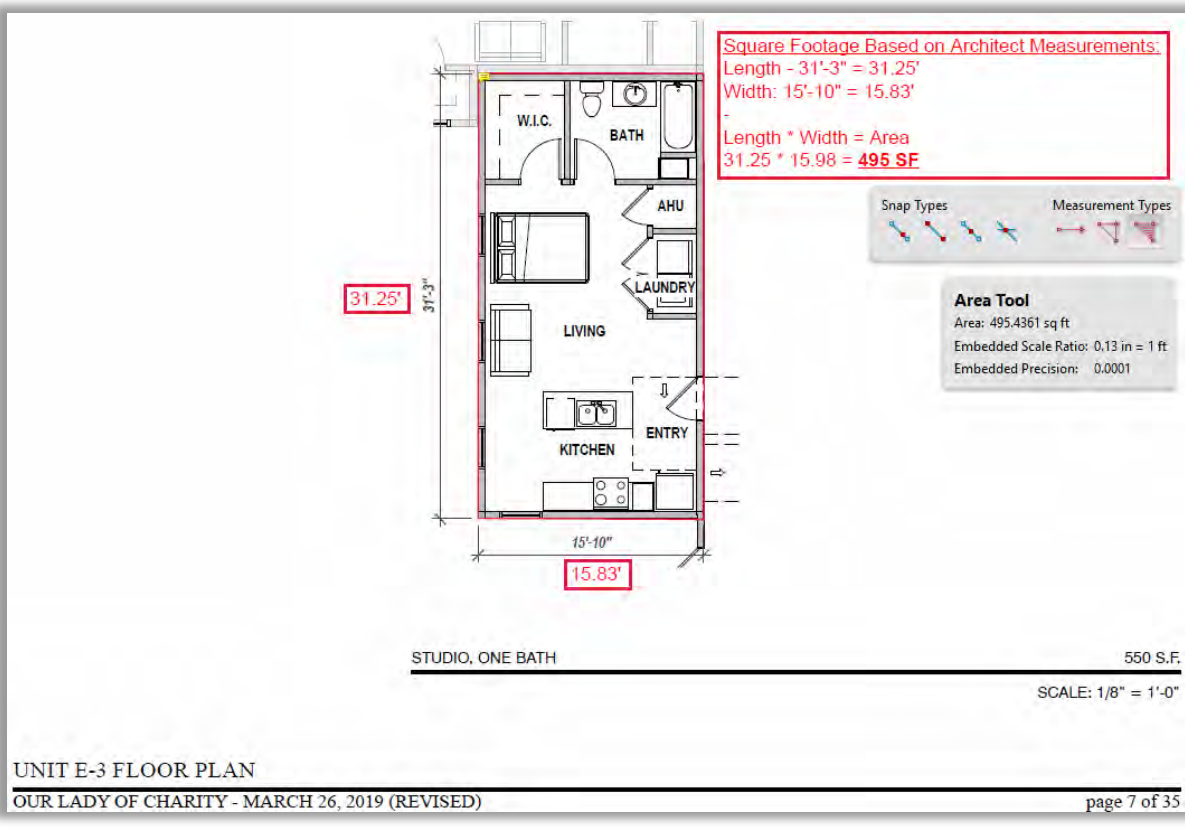 Square Footage Based on Architect Measurements:
Length - 31'-3" = 31.25'
Width: 15'-10" = 15.83'
-
Length * Width = Area
31.25 * 15.98 = 495 SF
W.I.C.
BATH
AHU
Snap Types
Measurement Types
LAUNDRY
31.25'
31'-3"
Area Tool
Area: 495.4361 sq ft
Embedded Scale Ratio: 0.13 in = 1 ft
Embedded Precision: 0.0001
LIVING
ENTRY
KITCHEN
15'-10"
15.83'
STUDIO, ONE BATH
550 S.F.
SCALE: 1/8" = 1'-0"
UNIT E-3 FLOOR PLAN
OUR LADY OF CHARITY - MARCH 26, 2019 (REVISED)
page 7 of 35